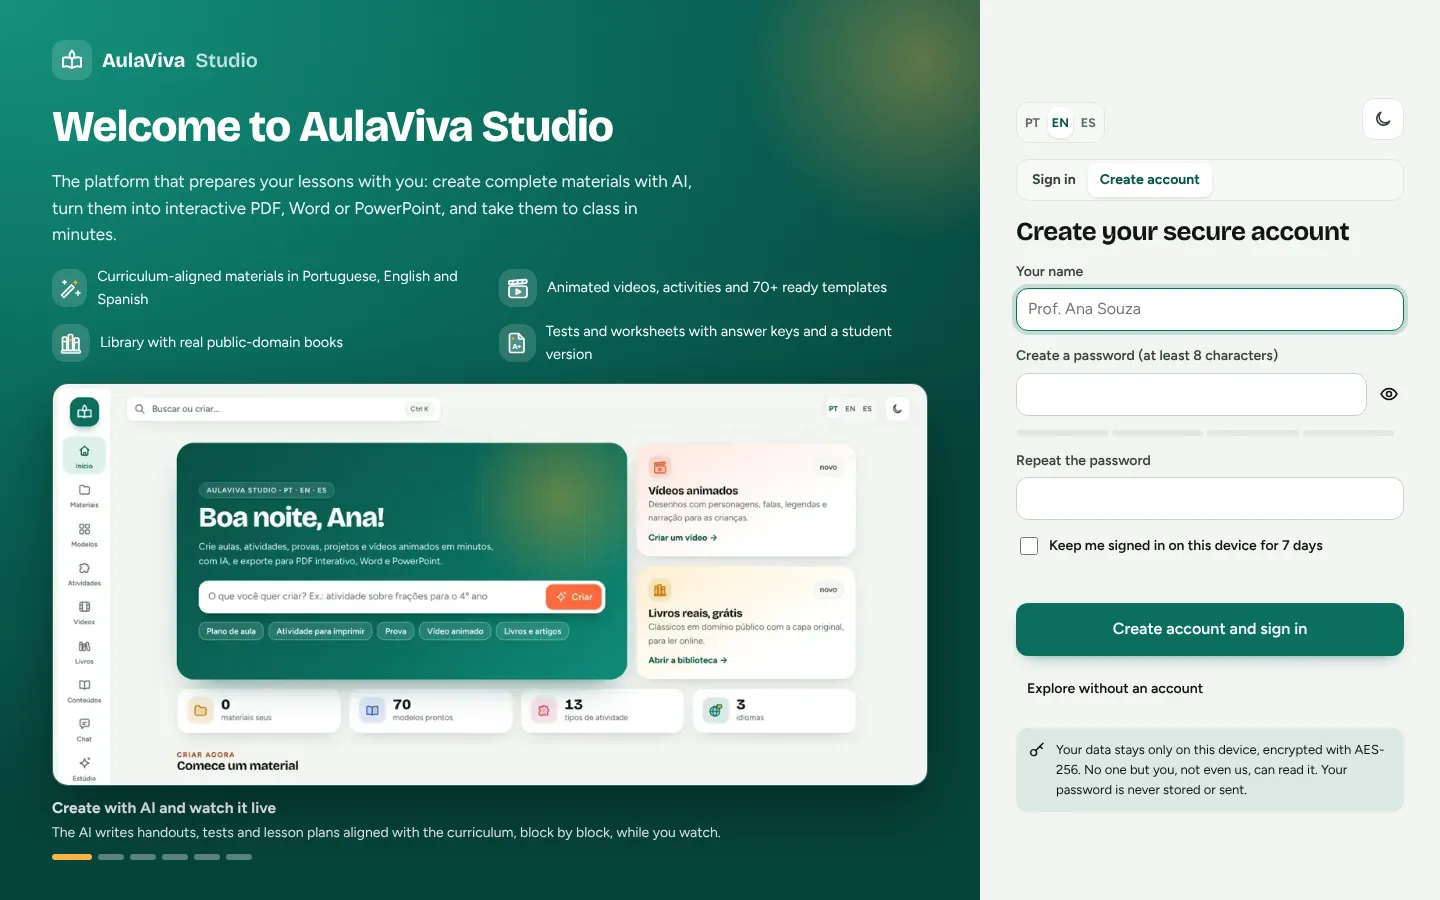 AulaViva Studio
Welcome to AulaViva Studio
The platform that prepares your lessons with you: create complete materials with AI,
turn them into interactive PDF, Word or PowerPoint, and take them to class in
minutes.
Curriculum-aligned materials in Portuguese, English and
Spanish
Animated videos, activities and 70+ ready templates
Library with real public-domain books
Tests and worksheets with answer keys and a student
version
Buscar ou criar...
Ctrl K
PT EN ES
Início
Materiais
Modelos
Atividades
Vídeos
Livros
Conteúdos
Chat
Estúdio
AULAVIVA STUDIO · PT · EN · ES
Boa noite, Ana!
Crie aulas, atividades, provas, projetos e vídeos animados em minutos,
com IA, e exporte para PDF interativo, Word e PowerPoint.
O que você quer criar? Ex.: atividade sobre frações para o 4º ano
Criar
Plano de aula
Atividade para imprimir
Prova
Vídeo animado
Livros e artigos
novo
Vídeos animados
Desenhos com personagens, falas, legendas e
narração para as crianças.
Criar um vídeo →
novo
Livros reais, grátis
Clássicos em domínio público com a capa original,
para ler online.
Abrir a biblioteca →
0
materiais seus
70
modelos prontos
13
tipos de atividade
3
idiomas
CRIAR AGORA
Comece um material
Create with AI and watch it live
The AI writes handouts, tests and lesson plans aligned with the curriculum, block by block, while you watch.
PT EN ES
Sign in
Create account
Create your secure account
Your name
Prof. Ana Souza
Create a password (at least 8 characters)
Repeat the password
Keep me signed in on this device for 7 days
Create account and sign in
Explore without an account
Your data stays only on this device, encrypted with AES-
256. No one but you, not even us, can read it. Your
password is never stored or sent.